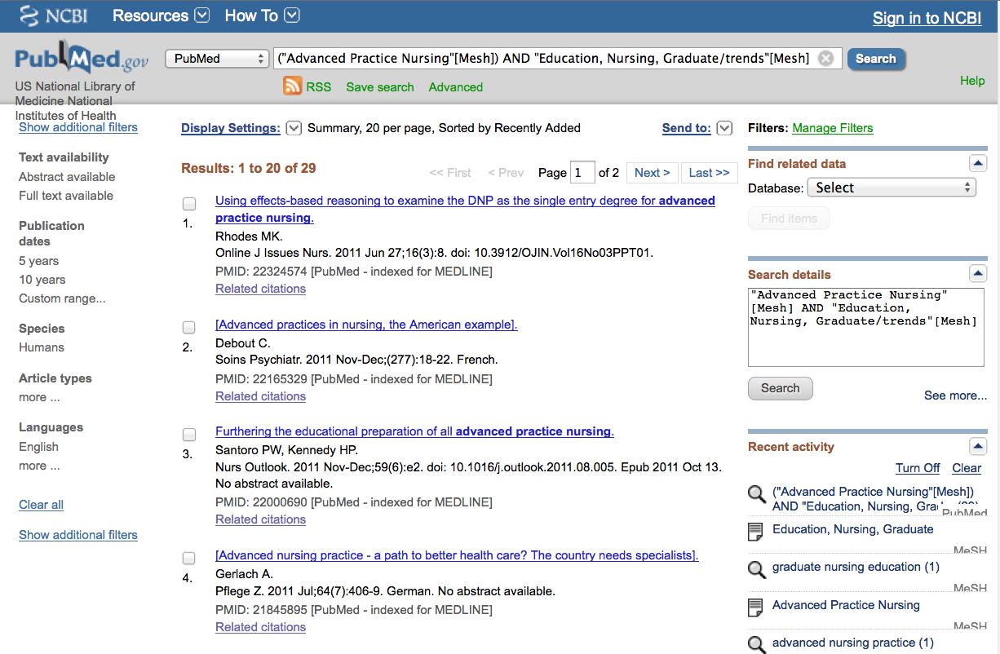 NCBI Resources How To Sign in to NCBI
PubMed.gov
US National Library of
Medicine National
Institutes of Health
PubMed ("Advanced Practice Nursing"[Mesh]) AND "Education, Nursing, Graduate/trends"[Mesh] Search
RSS Save search Advanced
Help
Show additional filters
Text availability
Abstract available
Full text available
Publication
dates
5 years
10 years
Custom range...
Species
Humans
Article types
more ...
Languages
English
more ...
Clear all
Show additional filters
Display Settings: Summary, 20 per page, Sorted by Recently Added Send to:
Results: 1 to 20 of 29
<< First < Prev Page 1 of 2 Next > Last >>
Using effects-based reasoning to examine the DNP as the single entry degree for advanced
1. practice nursing.
Rhodes MK.
Online J Issues Nurs. 2011 Jun 27;16(3):8. doi: 10.3912/OJIN.Vol16No03PPT01.
PMID: 22324574 [PubMed - indexed for MEDLINE]
Related citations
[Advanced practices in nursing, the American example].
2. Debout C.
Soins Psychiatr. 2011 Nov-Dec;(277):18-22. French.
PMID: 22165329 [PubMed - indexed for MEDLINE]
Related citations
Furthering the educational preparation of all advanced practice nursing.
3. Santoro PW, Kennedy HP.
Nurs Outlook. 2011 Nov-Dec;59(6):e2. doi: 10.1016/j.outlook.2011.08.005. Epub 2011 Oct 13.
No abstract available.
PMID: 22000690 [PubMed - indexed for MEDLINE]
Related citations
[Advanced nursing practice - a path to better health care? The country needs specialists].
4. Gerlach A.
Pflege Z. 2011 Jul;64(7):406-9. German. No abstract available.
PMID: 21845895 [PubMed - indexed for MEDLINE]
Related citations
Filters: Manage Filters
Find related data
Database: Select
Find items
Search details
"Advanced Practice Nursing"
[Mesh] AND "Education,
Nursing, Graduate/trends"[Mesh]
Search
See more...
Recent activity
Turn Off Clear
("Advanced Practice Nursing"[Mesh])
AND "Education, Nursing,
PubMed
Education, Nursing, Graduate
MeSH
graduate nursing education (1)
MeSH
Advanced Practice Nursing
MeSH
advanced nursing practice (1)